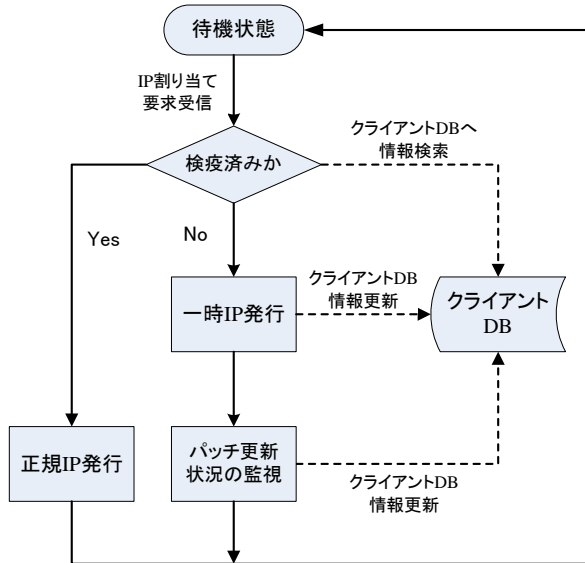 待機状態
IP割り当て
要求受信
クライアントDBへ
情報検索
検疫済みか
Yes
No
クライアントDB
情報更新
一時IP発行
クライアント
DB
正規IP発行
パッチ更新
状況の監視
クライアントDB
情報更新